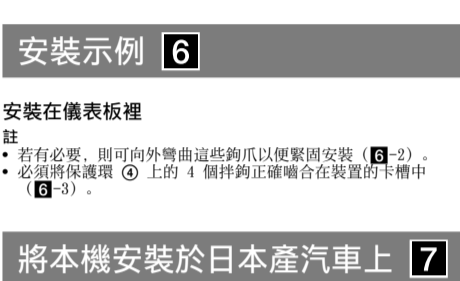 安裝示例 6
安裝在儀表板裡
註
• 若有必要，則可向外彎曲這些鉤爪以便緊固安裝（6-2）。
• 必須將保護環 ④ 上的 4 個拌鉤正確嚙合在裝置的卡槽中
（6-3）。
將本機安裝於日本產汽車上 7